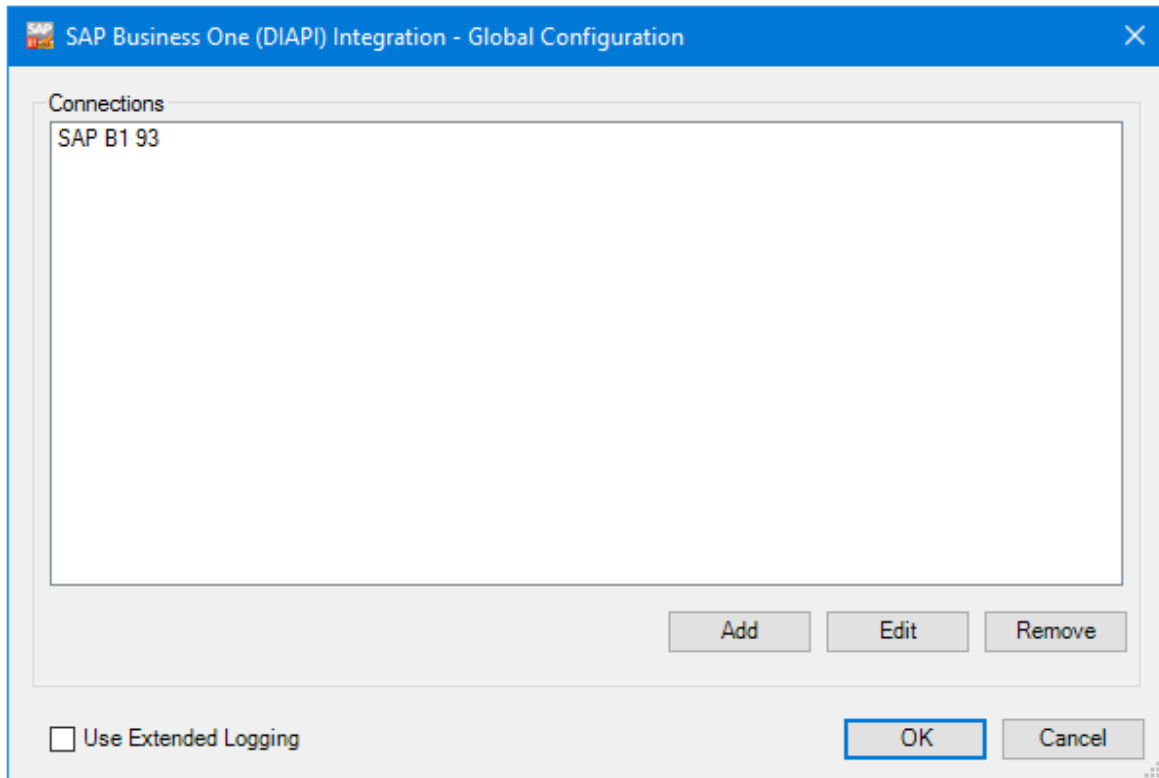 SAP Business One (DIAPI) Integration - Global Configuration
Connections
SAP B1 93
Add Edit Remove
Use Extended Logging OK Cancel